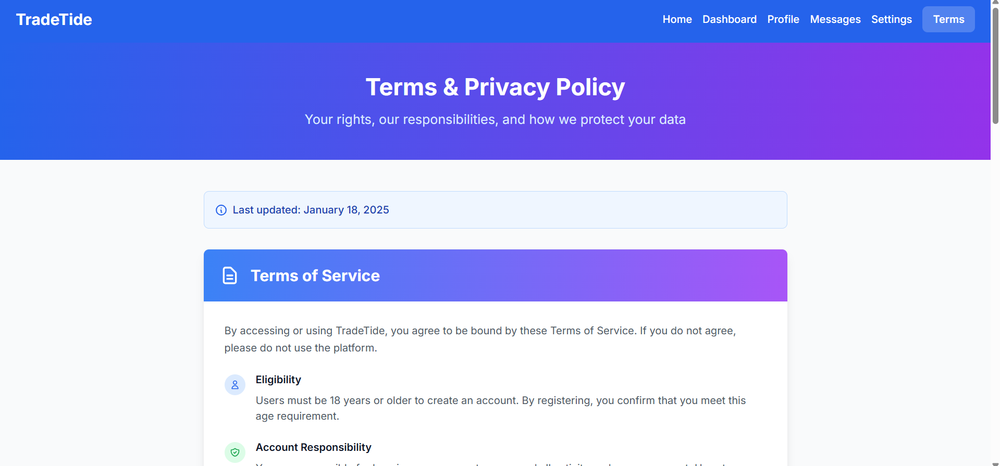 TradeTide
Home Dashboard Profile Messages Settings Terms
Terms & Privacy Policy
Your rights, our responsibilities, and how we protect your data
Last updated: January 18, 2025
Terms of Service
By accessing or using TradeTide, you agree to be bound by these Terms of Service. If you do not agree,
please do not use the platform.
Eligibility
Users must be 18 years or older to create an account. By registering, you confirm that you meet this
age requirement.
Account Responsibility